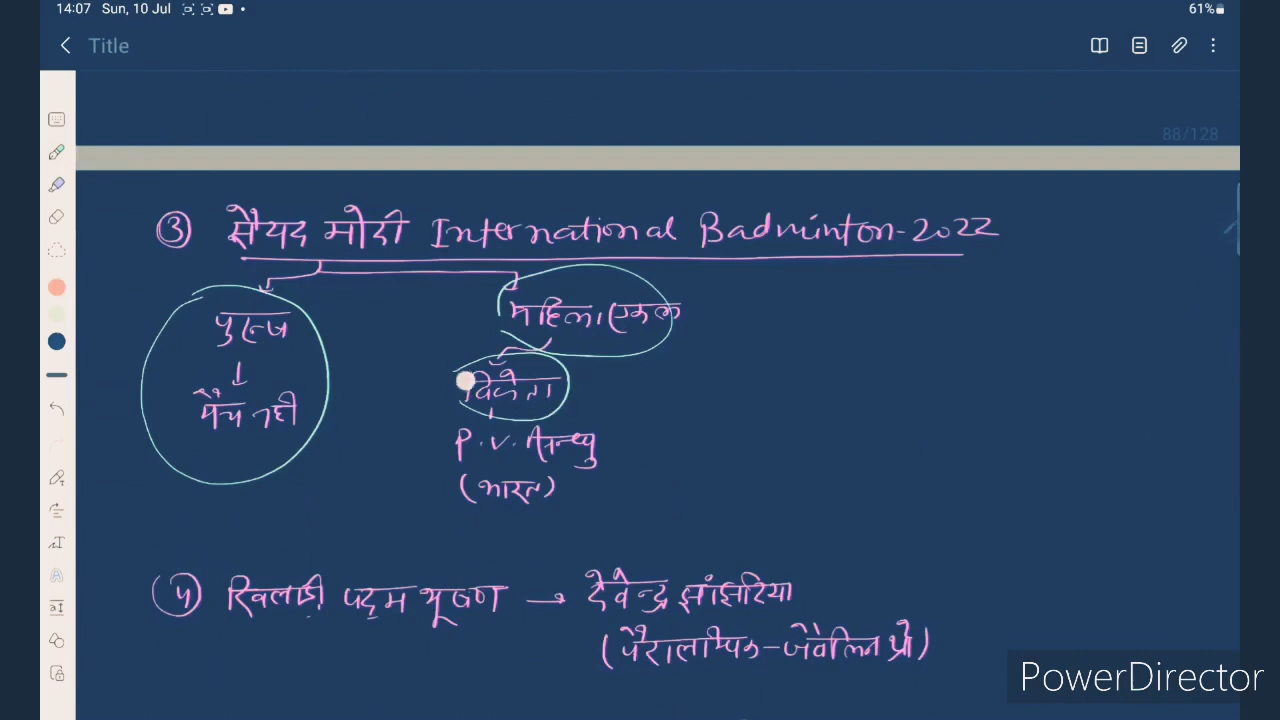 14:07 Sun, 10 Jul
61%
Title
88/128
③ सैयद मोदी International Badminton-2022
पुरुष महिला (एकल
मैच नही विजेता
P.V. सिन्धु
(भारत)
④ खिलाड़ी पद्म भूषण → देवेन्द्र झांझरिया
(पैरालम्पिक-जेवेलिन थ्रो)
PowerDirector